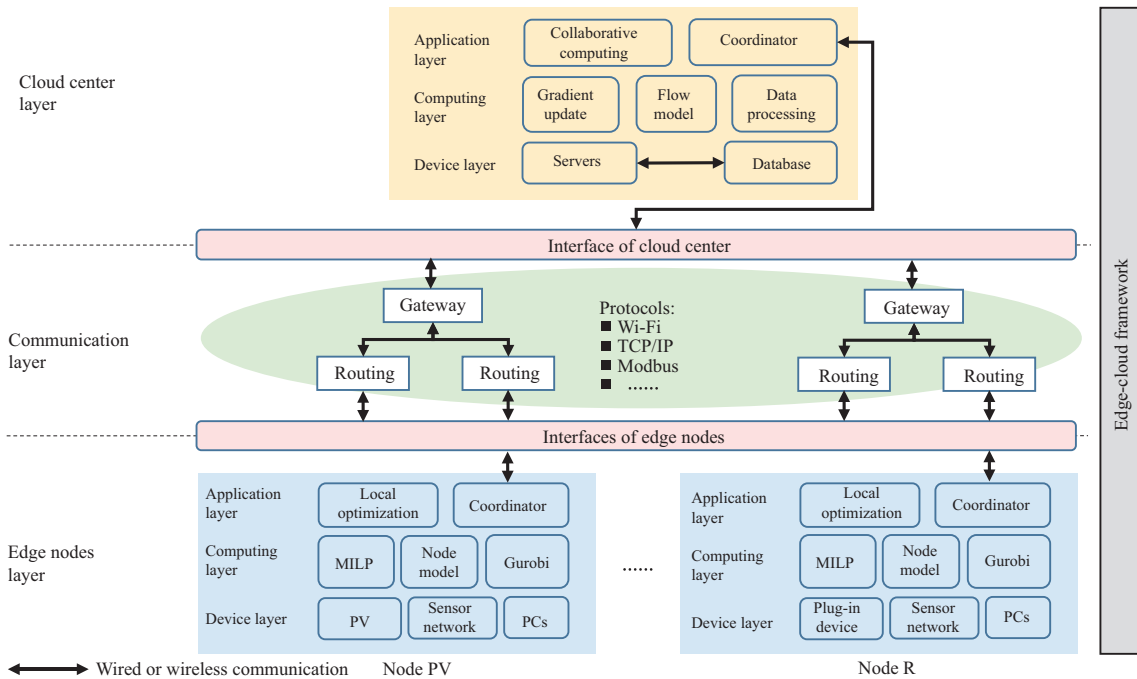 Cloud center
layer
Application
layer
Collaborative
computing
Coordinator
Computing
layer
Gradient
update
Flow
model
Data
processing
Device layer
Servers
Database
Interface of cloud center
Communication
layer
Gateway
Routing
Routing
Protocols:
Wi-Fi
TCP/IP
Modbus
......
Gateway
Routing
Routing
Interfaces of edge nodes
Edge nodes
layer
Application
layer
Local
optimization
Coordinator
Computing
layer
MILP
Node
model
Gurobi
Device layer
PV
Sensor
network
PCs
......
Application
layer
Local
optimization
Coordinator
Computing
layer
MILP
Node
model
Gurobi
Device layer
Plug-in
device
Sensor
network
PCs
Wired or wireless communication
Node PV
Node R
Edge-cloud framework